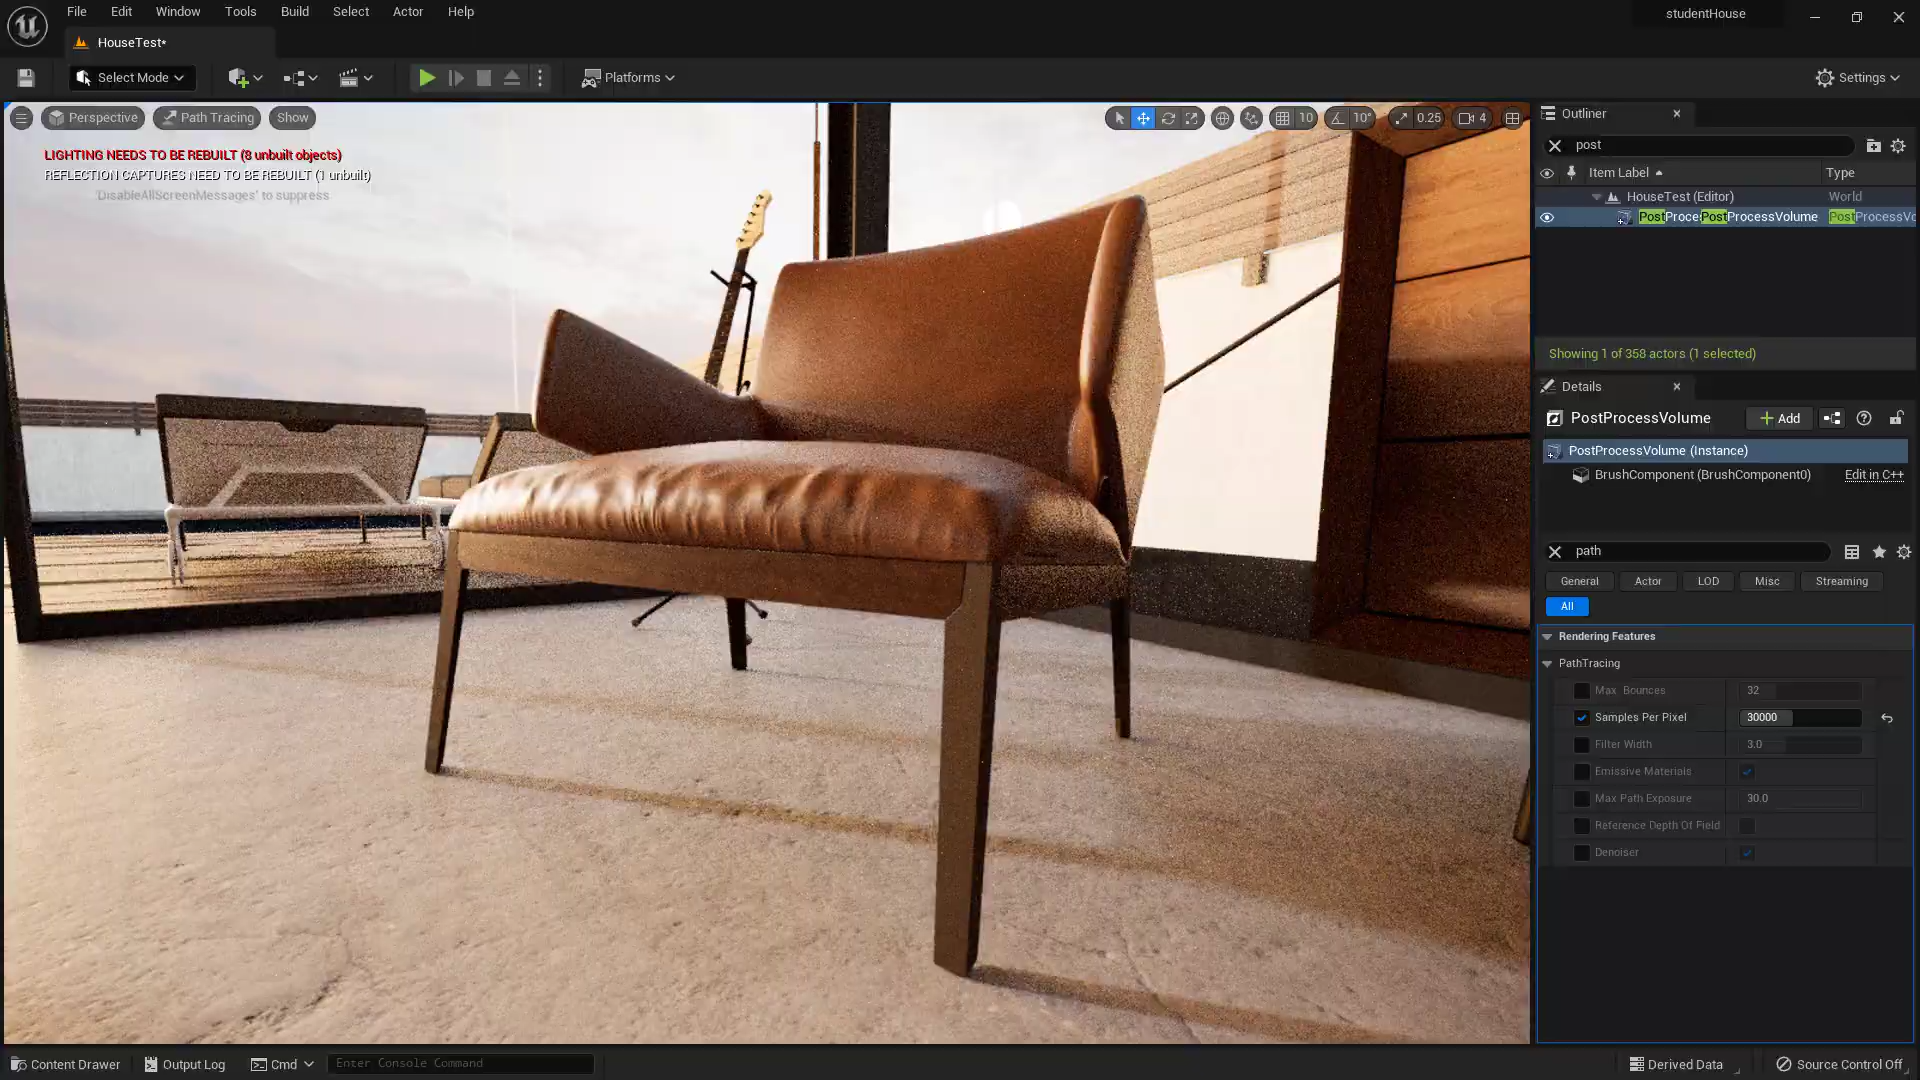 File Edit Window Tools Build Select Actor Help
studentHouse
HouseTest*
Select Mode
Platforms
Settings
Perspective Path Tracing Show
10 10° 0.25 4
LIGHTING NEEDS TO BE REBUILT (8 unbuilt objects)
REFLECTION CAPTURES NEED TO BE REBUILT (1 unbuilt)
'DisableAllScreenMessages' to suppress
Outliner
post
Item Label Type
HouseTest (Editor) World
PostProce PostProcessVolume PostProcessVo
Showing 1 of 358 actors (1 selected)
Details
PostProcessVolume
Add
PostProcessVolume (Instance)
BrushComponent (BrushComponent0) Edit in C++
path
General Actor LOD Misc Streaming
All
Rendering Features
PathTracing
Max. Bounces 32
Samples Per Pixel 30000
Filter Width 3.0
Emissive Materials
Max Path Exposure 30.0
Reference Depth Of Field
Denoiser
Content Drawer Output Log Cmd Enter Console Command
Derived Data Source Control Off